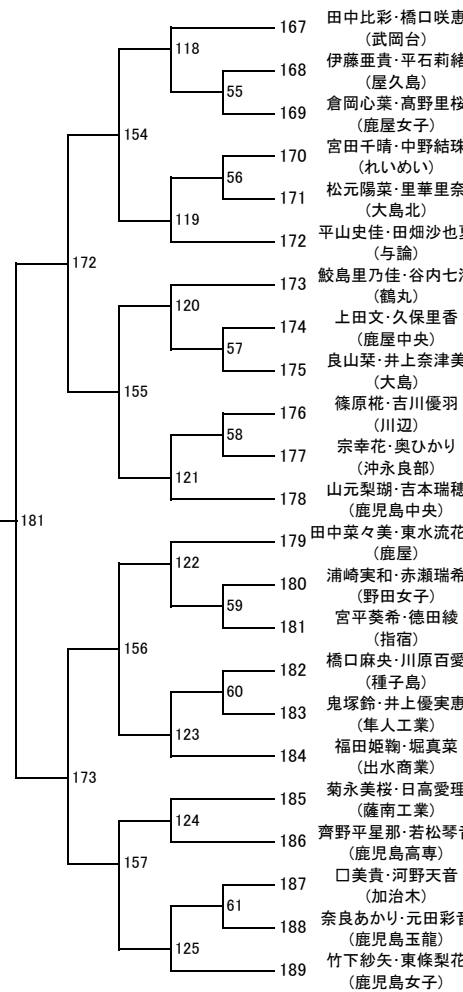 167 田中比彩・橋口咲恵
(武岡台)
118
168 伊藤亜貴・平石莉緒
(屋久島)
55
169 倉岡心葉・髙野里桜
(鹿屋女子)
154
170 宮田千晴・中野結珠
(れいめい)
56
171 松元陽菜・里華里奈
(大島北)
119
172 平山史佳・田畑沙也
(与論)
172
173 鮫島里乃佳・谷内七
(鶴丸)
120
174 上田文・久保里香
(鹿屋中央)
57
175 良山栞・井上奈津美
(大島)
155
176 篠原椛・吉川優羽
(川辺)
58
177 宗幸花・奥ひかり
(沖永良部)
121
178 山元梨瑚・吉本瑞穂
(鹿児島中央)
181
179 田中菜々美・東水流花
(鹿屋)
122
180 浦崎実和・赤瀬瑞希
(野田女子)
59
181 宮平葵希・德田綾
(指宿)
156
182 橋口麻央・川原百愛
(種子島)
60
183 鬼塚鈴・井上優実恵
(隼人工業)
123
184 福田姫鞠・堀真菜
(出水商業)
173
185 菊永美桜・日高愛理
(薩南工業)
124
186 齊野平星那・若松琴音
(鹿児島高専)
157
187 口美貴・河野天音
(加治木)
61
188 奈良あかり・元田彩音
(鹿児島玉龍)
125
189 竹下紗矢・東條梨花
(鹿児島女子)